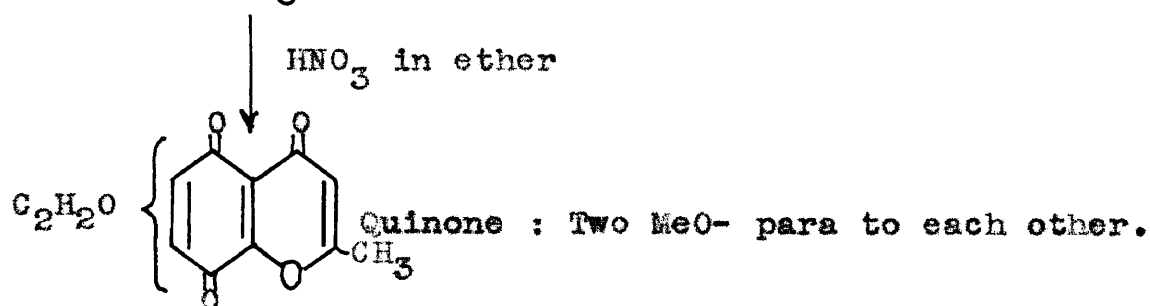 HNO3 in ether
O O
C2H2O
Quinone : Two MeO- para to each other.
CH3
O O